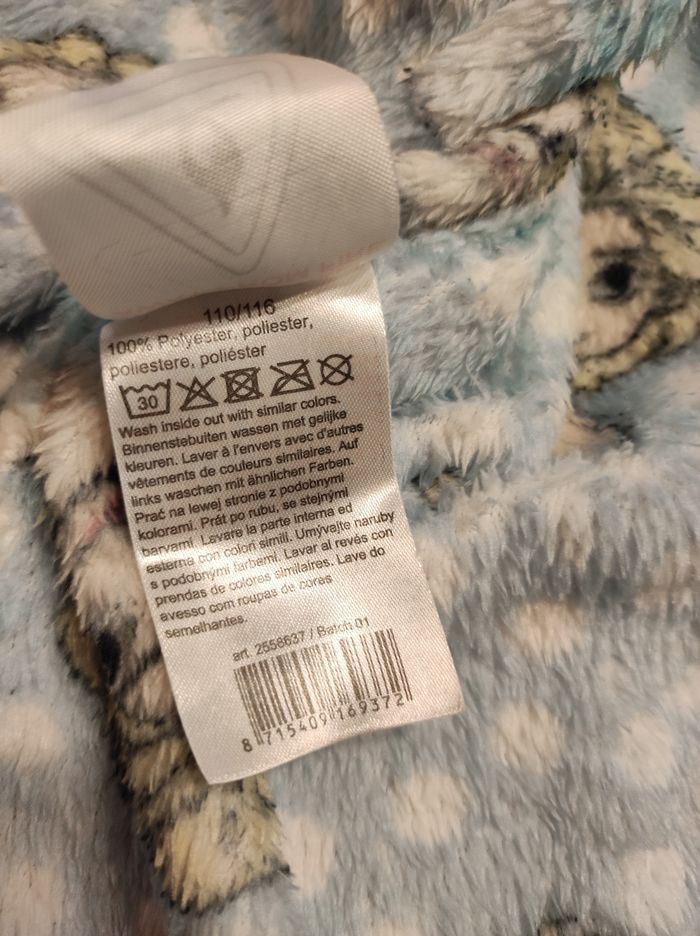 110/116
100% Polyester, poliester,
poliestere, poliéster
30
Wash inside out with similar colors.
Binnenstebuiten wassen met gelijke
kleuren. Laver à l'envers avec d'autres
vêtements de couleurs similaires. Auf
links waschen mit ähnlichen Farben.
Prać na lewej stronie z podobnymi
kolorami. Prát po rubu, se stejnými
barvami. Lavare la parte interna ed
esterna con colori simili. Umývajte naruby
s podobnými farbemi. Lavar al revés con
prendas de colores similaires. Lave do
avesso com roupas de cores
semelhantes.
art. 2558637 / Batch 01
8 715409 169372